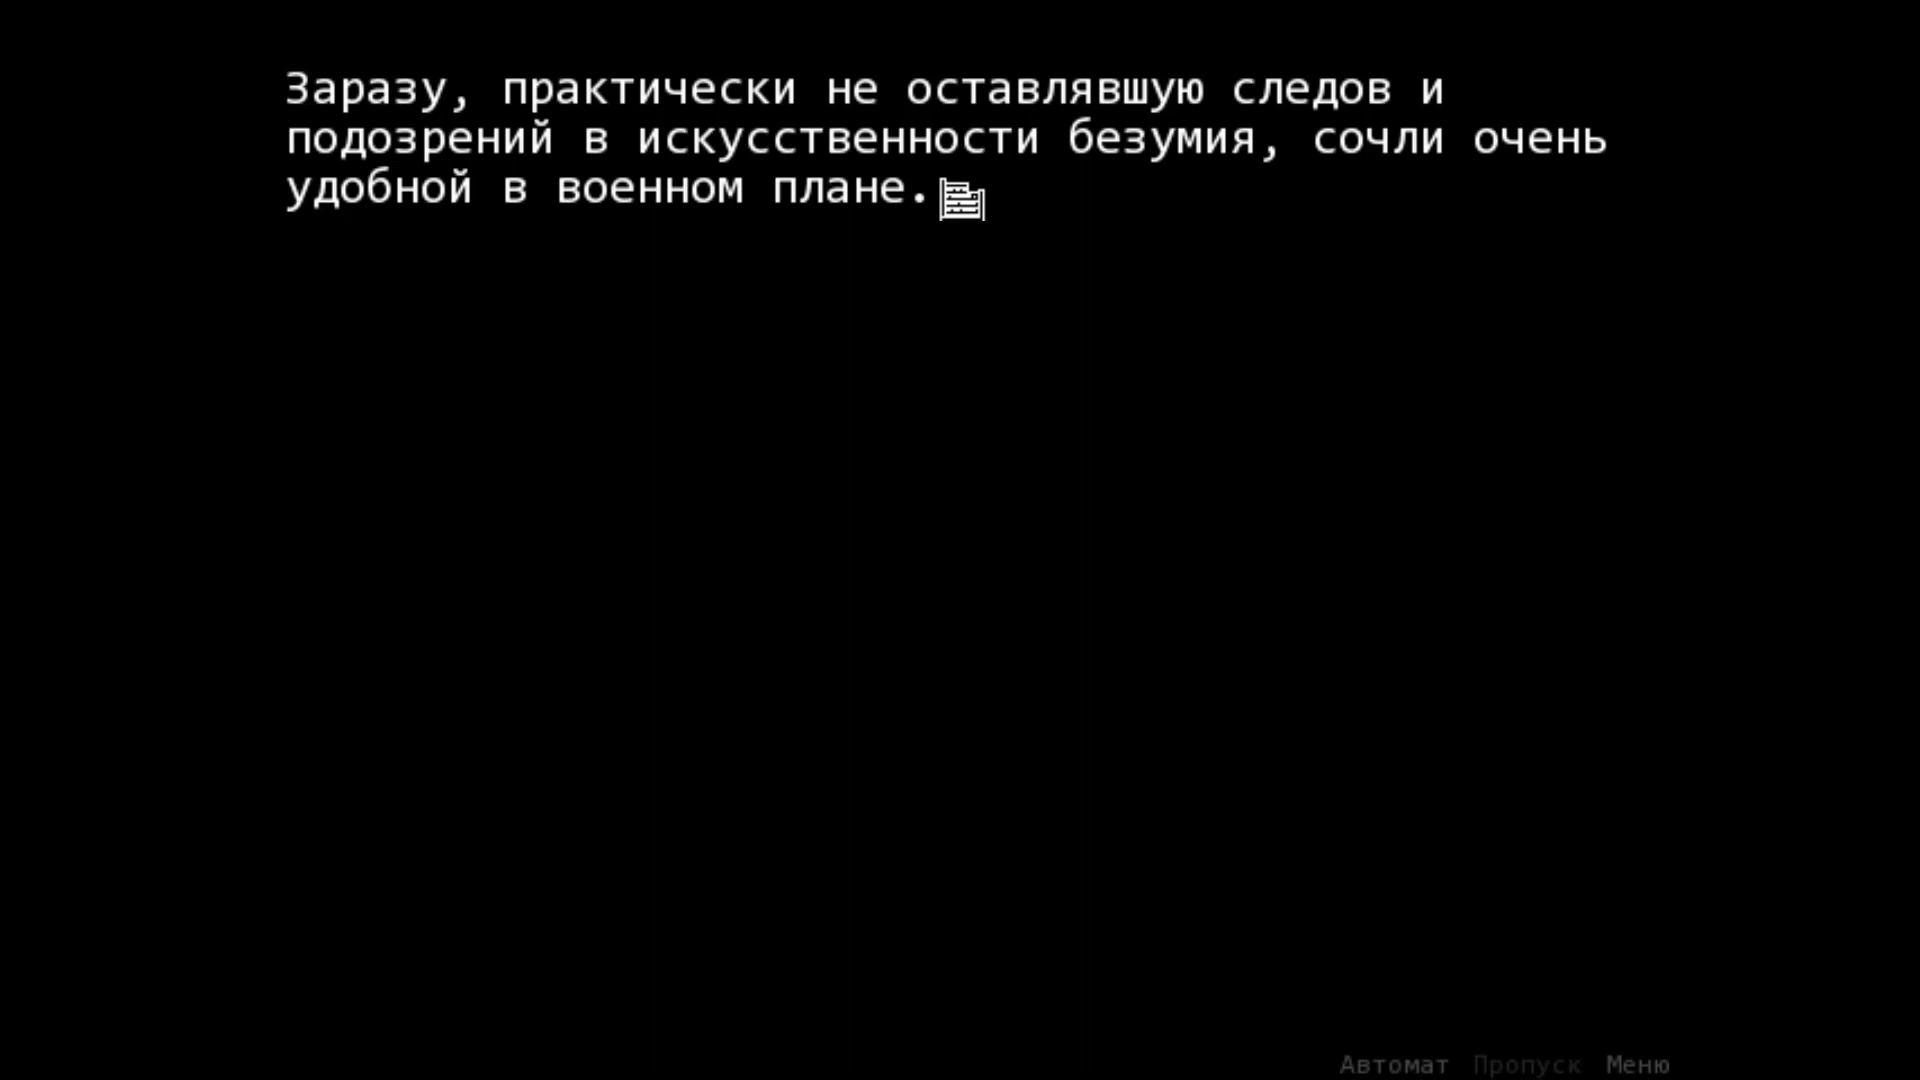 Заразу, практически не оставлявшую следов и
подозрений в искусственности безумия, сочли очень
удобной в военном плане.
Автомат Пропуск Меню